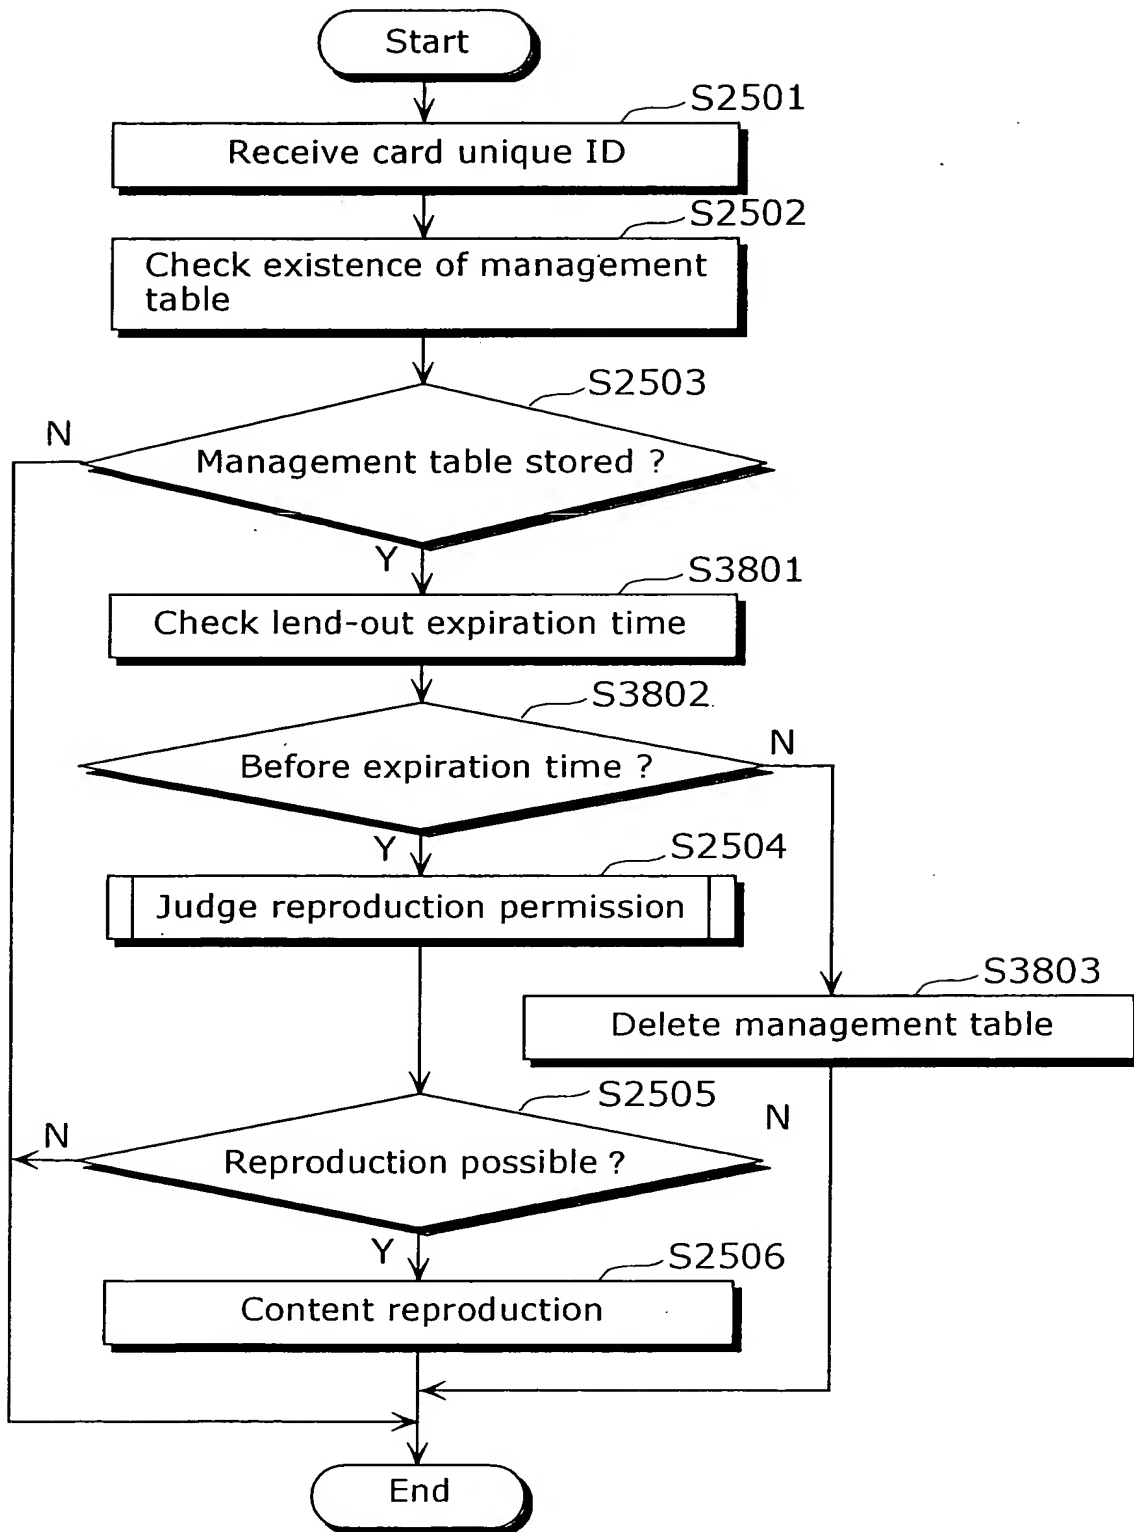 Start
S2501
Receive card unique ID
S2502
Check existence of management
table
S2503
N
Management table stored ?
Y
S3801
Check lend-out expiration time
S3802
N
Before expiration time ?
Y
S2504
Judge reproduction permission
S3803
Delete management table
S2505
N
N
Reproduction possible ?
Y
S2506
Content reproduction
End